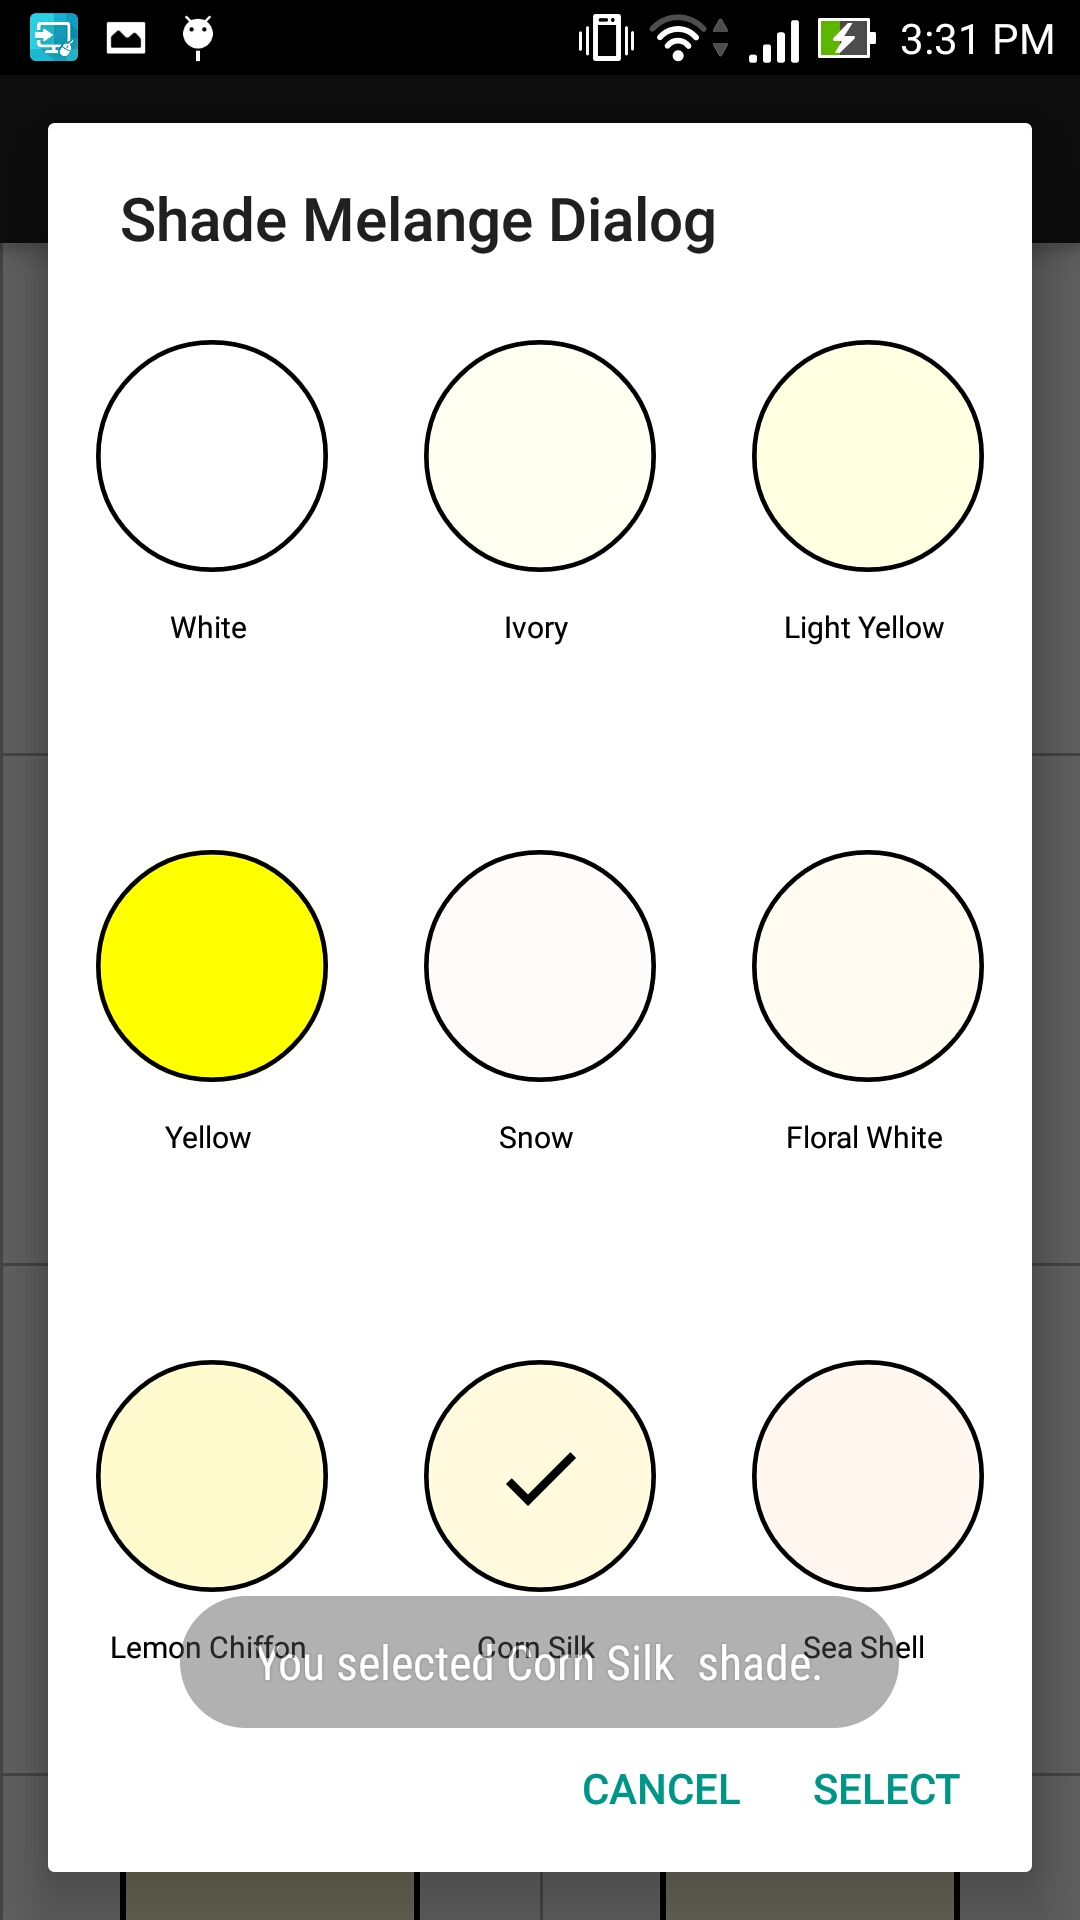 3:31 PM
Shade Melange Dialog
White Ivory Light Yellow
Yellow Snow Floral White
Lemon Chiffon Corn Silk Sea Shell
You selected Corn Silk shade.
CANCEL SELECT